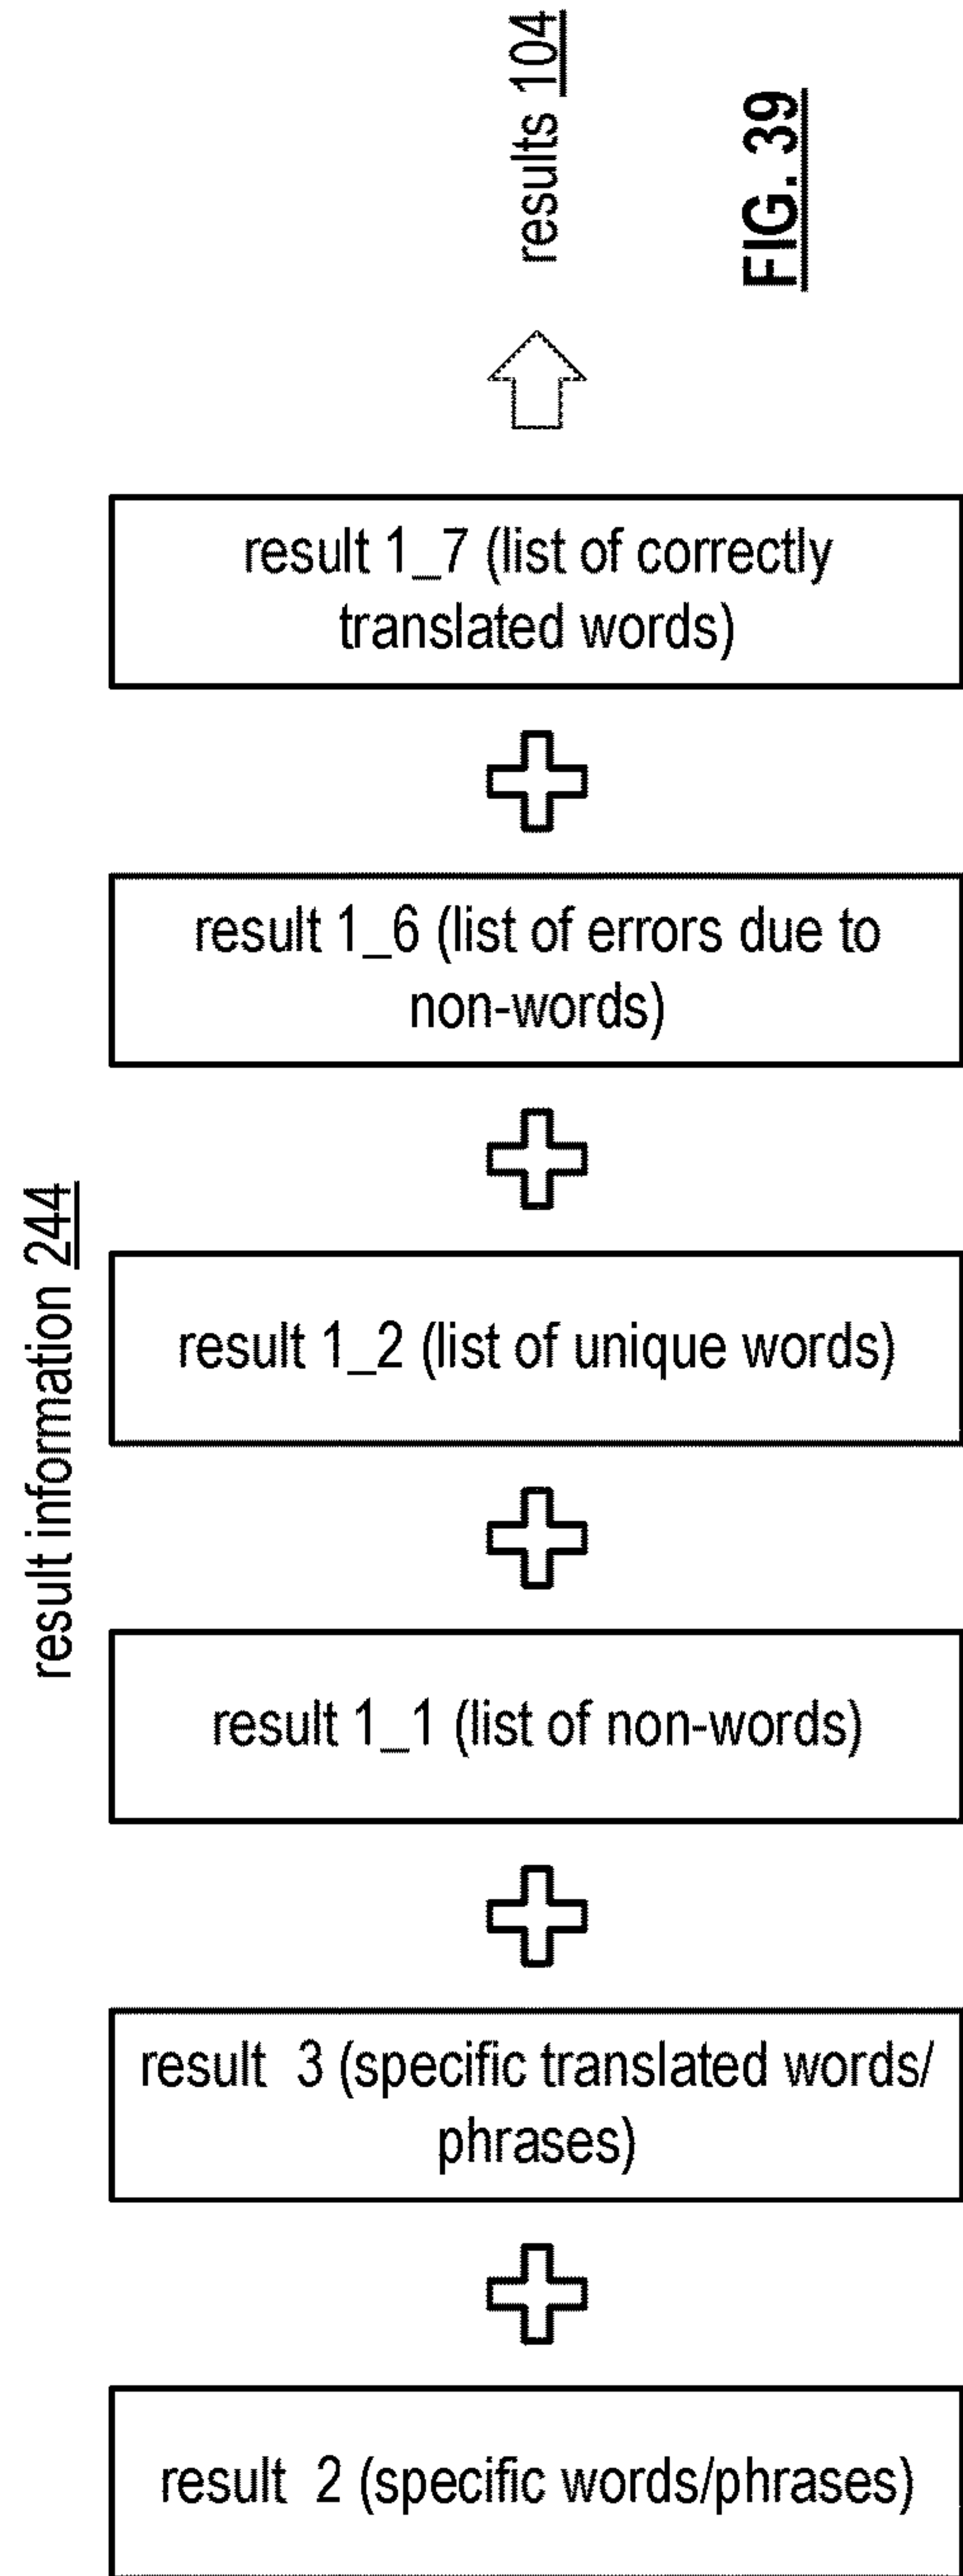 results 104
FIG. 39
result 1_7 (list of correctly
translated words)
result 1_6 (list of errors due to
non-words)
result information 244
result 1_2 (list of unique words)
result 1_1 (list of non-words)
result 3 (specific translated words/
phrases)
result 2 (specific words/phrases)